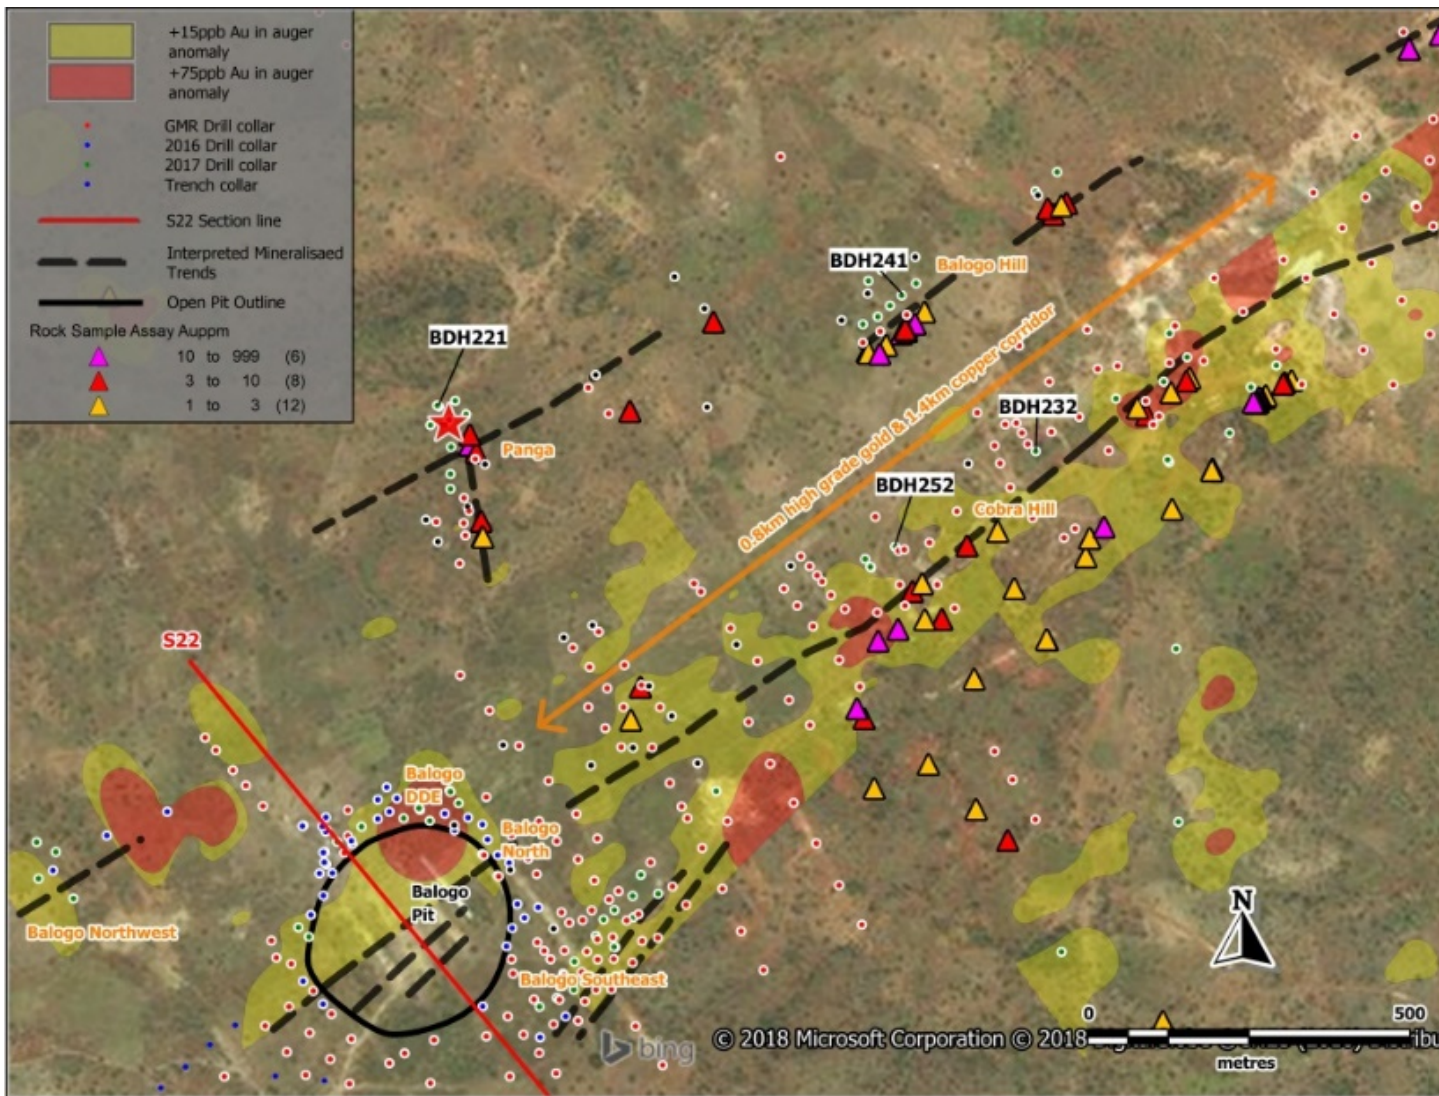 +15ppb Au in auger
anomaly
+75ppb Au in auger
anomaly
GMR Drill collar
2016 Drill collar
2017 Drill collar
Trench collar
S22 Section line
Interpreted Mineralisaed
Trends
Open Pit Outline
Rock Sample Assay Auppm
10 to 999 (6)
3 to 10 (8)
1 to 3 (12)
BDH241
Balogo Hill
BDH221
0.8km high grade gold & 1.4km copper corridor
BDH232
Panga
BDH252
Cobra Hill
S22
Balogo
DDE
Balogo
North
Balogo
Pit
Balogo Northwest
Balogo Southeast
N
0 500
metres
bing
© 2018 Microsoft Corporation © 2018